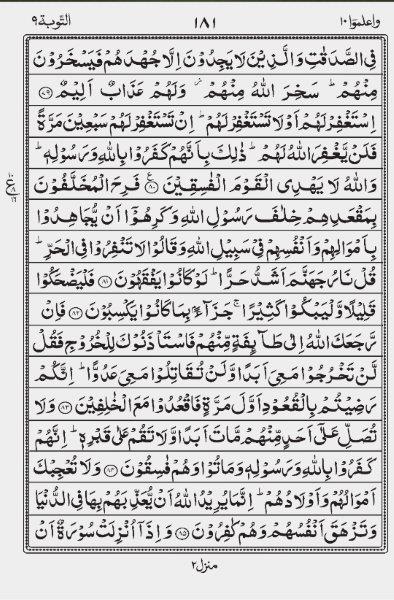 واعلموا ١٠ ١٨١ التوبة ٩
فِي الصَّدَقٰتِ وَالَّذِيْنَ لَا يَجِدُوْنَ اِلَّا جُهْدَهُمْ فَيَسْخَرُوْنَ
مِنْهُمْ ؕ سَخِرَ اللّٰهُ مِنْهُمْ ؗ وَلَهُمْ عَذَابٌ اَلِيْمٌ ﴿٧٩﴾
اِسْتَغْفِرْ لَهُمْ اَوْ لَا تَسْتَغْفِرْ لَهُمْ ؕ اِنْ تَسْتَغْفِرْ لَهُمْ سَبْعِيْنَ مَرَّةً
فَلَنْ يَّغْفِرَ اللّٰهُ لَهُمْ ؕ ذٰلِكَ بِاَنَّهُمْ كَفَرُوْا بِاللّٰهِ وَرَسُوْلِهٖ ؕ
وَاللّٰهُ لَا يَهْدِي الْقَوْمَ الْفٰسِقِيْنَ ﴿٨٠﴾ فَرِحَ الْمُخَلَّفُوْنَ
بِمَقْعَدِهِمْ خِلٰفَ رَسُوْلِ اللّٰهِ وَكَرِهُوْۤا اَنْ يُّجَاهِدُوْا
بِاَمْوَالِهِمْ وَاَنْفُسِهِمْ فِيْ سَبِيْلِ اللّٰهِ وَقَالُوْا لَا تَنْفِرُوْا فِي الْحَرِّ ؕ
قُلْ نَارُ جَهَنَّمَ اَشَدُّ حَرًّا ؕ لَوْ كَانُوْا يَفْقَهُوْنَ ﴿٨١﴾ فَلْيَضْحَكُوْا
قَلِيْلًا وَّلْيَبْكُوْا كَثِيْرًا ۚ جَزَآءًۢ بِمَا كَانُوْا يَكْسِبُوْنَ ﴿٨٢﴾ فَاِنْ
رَّجَعَكَ اللّٰهُ اِلٰى طَآئِفَةٍ مِّنْهُمْ فَاسْتَاْذَنُوْكَ لِلْخُرُوْجِ فَقُلْ
لَّنْ تَخْرُجُوْا مَعِيَ اَبَدًا وَّلَنْ تُقَاتِلُوْا مَعِيَ عَدُوًّا ؕ اِنَّكُمْ
رَضِيْتُمْ بِالْقُعُوْدِ اَوَّلَ مَرَّةٍ فَاقْعُدُوْا مَعَ الْخٰلِفِيْنَ ﴿٨٣﴾ وَلَا
تُصَلِّ عَلٰۤى اَحَدٍ مِّنْهُمْ مَّاتَ اَبَدًا وَّلَا تَقُمْ عَلٰى قَبْرِهٖ ؕ اِنَّهُمْ
كَفَرُوْا بِاللّٰهِ وَرَسُوْلِهٖ وَمَاتُوْا وَهُمْ فٰسِقُوْنَ ﴿٨٤﴾ وَلَا تُعْجِبْكَ
اَمْوَالُهُمْ وَاَوْلَادُهُمْ ؕ اِنَّمَا يُرِيْدُ اللّٰهُ اَنْ يُّعَذِّبَهُمْ بِهَا فِي الدُّنْيَا
وَتَزْهَقَ اَنْفُسُهُمْ وَهُمْ كٰفِرُوْنَ ﴿٨٥﴾ وَاِذَاۤ اُنْزِلَتْ سُوْرَةٌ اَنْ
منزل ٢